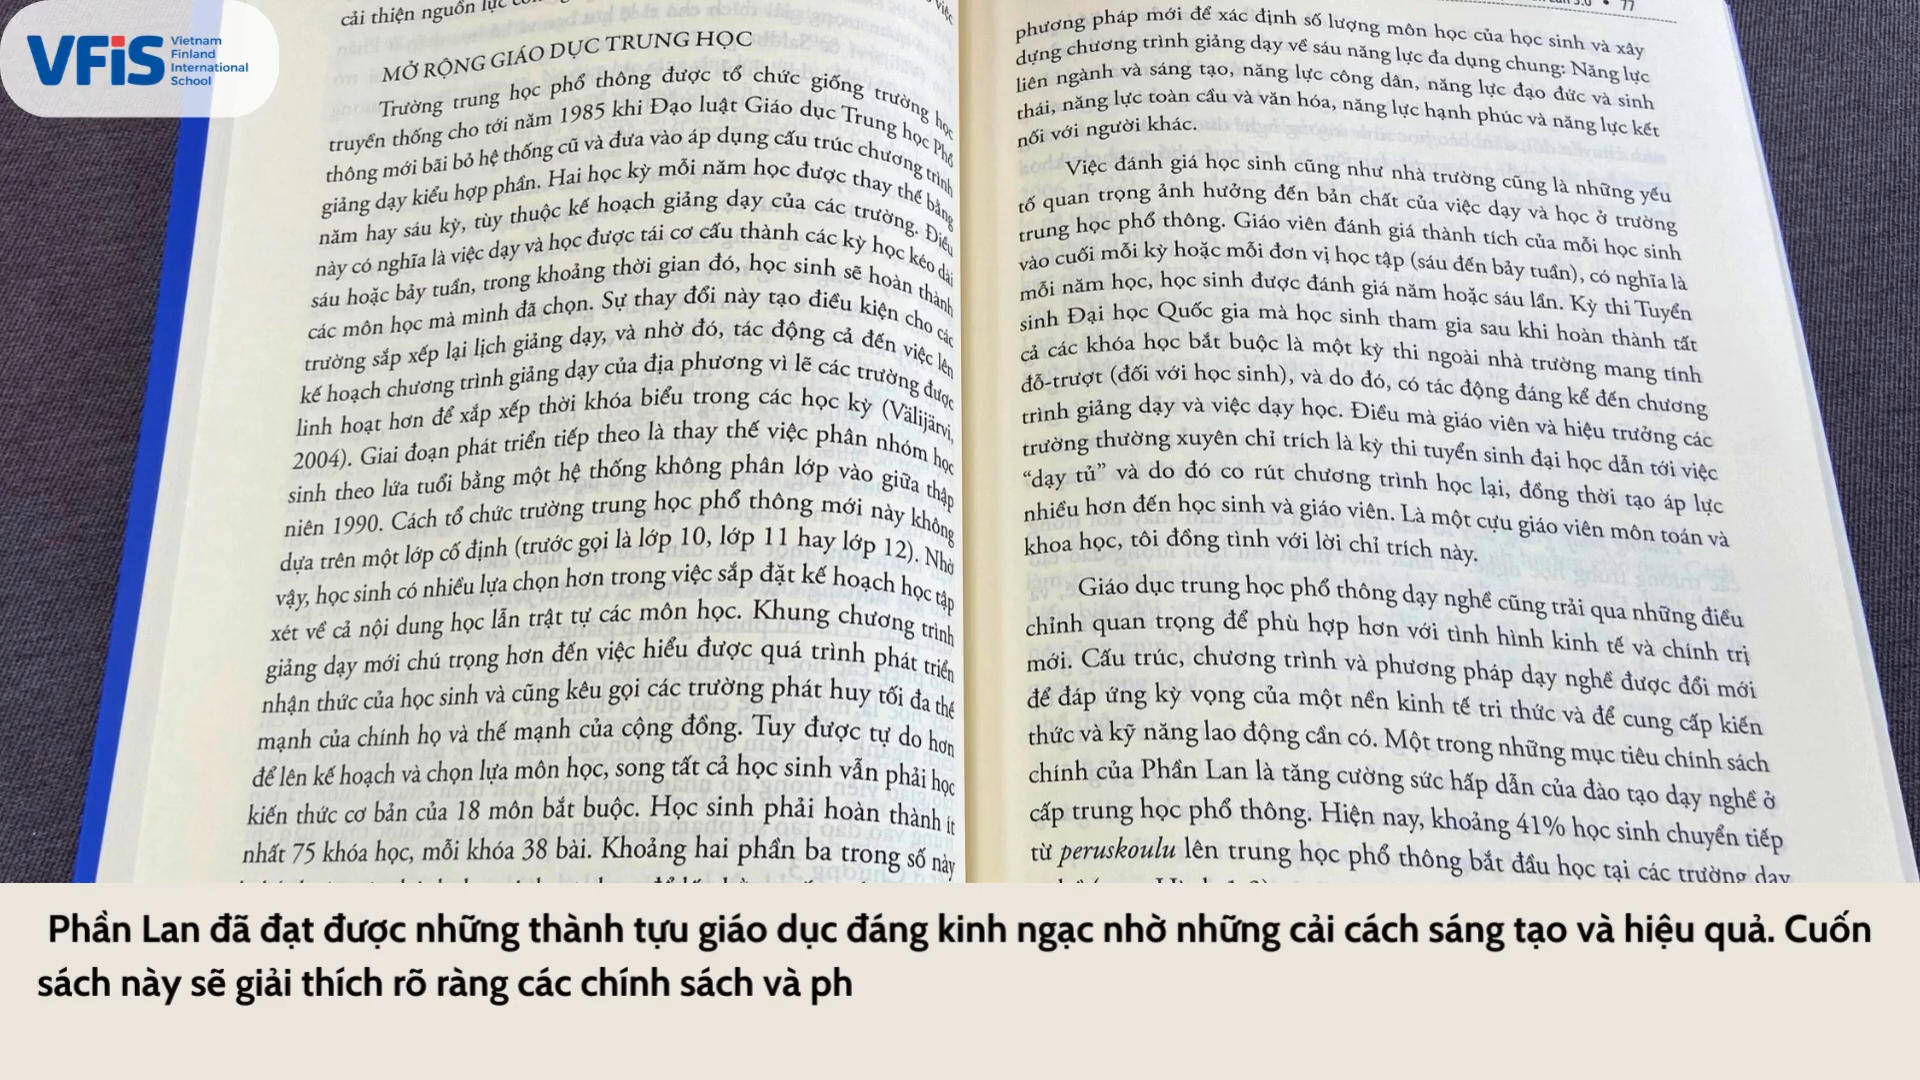 VFiS Vietnam
Finland
International
School
cải thiện nguồn lực
việc
MỞ RỘNG GIÁO DỤC TRUNG HỌC
Trường trung học phổ thông được tổ chức giống trường học
truyền thống cho tới năm 1985 khi Đạo luật Giáo dục Trung học Phổ
thông mới bãi bỏ hệ thống cũ và đưa vào áp dụng cấu trúc chương trình
giảng dạy kiểu hợp phần. Hai học kỳ mỗi năm học được thay thế bằng
năm hay sáu kỳ, tùy thuộc kế hoạch giảng dạy của các trường. Điều
này có nghĩa là việc dạy và học được tái cơ cấu thành các kỳ học kéo dài
sáu hoặc bảy tuần, trong khoảng thời gian đó, học sinh sẽ hoàn thành
các môn học mà mình đã chọn. Sự thay đổi này tạo điều kiện cho các
trường sắp xếp lại lịch giảng dạy, và nhờ đó, tác động cả đến việc lên
kế hoạch chương trình giảng dạy của địa phương vì lẽ các trường được
linh hoạt hơn để xắp xếp thời khóa biểu trong các học kỳ (Välijärvi,
2004). Giai đoạn phát triển tiếp theo là thay thế việc phân nhóm học
sinh theo lứa tuổi bằng một hệ thống không phân lớp vào giữa thập
niên 1990. Cách tổ chức trường trung học phổ thông mới này không
dựa trên một lớp cố định (trước gọi là lớp 10, lớp 11 hay lớp 12). Nhờ
vậy, học sinh có nhiều lựa chọn hơn trong việc sắp đặt kế hoạch học tập
xét về cả nội dung học lẫn trật tự các môn học. Khung chương trình
giảng dạy mới chú trọng hơn đến việc hiểu được quá trình phát triển
nhận thức của học sinh và cũng kêu gọi các trường phát huy tối đa thế
mạnh của chính họ và thế mạnh của cộng đồng. Tuy được tự do hơn
để lên kế hoạch và chọn lựa môn học, song tất cả học sinh vẫn phải học
kiến thức cơ bản của 18 môn bắt buộc. Học sinh phải hoàn thành ít
nhất 75 khóa học, mỗi khóa 38 bài. Khoảng hai phần ba trong số này
3.0 • 77
phương pháp mới để xác định số lượng môn học của học sinh và xây
dựng chương trình giảng dạy về sáu năng lực đa dụng chung: Năng lực
liên ngành và sáng tạo, năng lực công dân, năng lực đạo đức và sinh
thái, năng lực toàn cầu và văn hóa, năng lực hạnh phúc và năng lực kết
nối với người khác.
Việc đánh giá học sinh cũng như nhà trường cũng là những yếu
tố quan trọng ảnh hưởng đến bản chất của việc dạy và học ở trường
trung học phổ thông. Giáo viên đánh giá thành tích của mỗi học sinh
vào cuối mỗi kỳ hoặc mỗi đơn vị học tập (sáu đến bảy tuần), có nghĩa là
mỗi năm học, học sinh được đánh giá năm hoặc sáu lần. Kỳ thi Tuyển
sinh Đại học Quốc gia mà học sinh tham gia sau khi hoàn thành tất
cả các khóa học bắt buộc là một kỳ thi ngoài nhà trường mang tính
đỗ-trượt (đối với học sinh), và do đó, có tác động đáng kể đến chương
trình giảng dạy và việc dạy học. Điều mà giáo viên và hiệu trưởng các
trường thường xuyên chỉ trích là kỳ thi tuyển sinh đại học dẫn tới việc
“dạy tủ” và do đó co rút chương trình học lại, đồng thời tạo áp lực
nhiều hơn đến học sinh và giáo viên. Là một cựu giáo viên môn toán và
khoa học, tôi đồng tình với lời chỉ trích này.
Giáo dục trung học phổ thông dạy nghề cũng trải qua những điều
chỉnh quan trọng để phù hợp hơn với tình hình kinh tế và chính trị
mới. Cấu trúc, chương trình và phương pháp dạy nghề được đổi mới
để đáp ứng kỳ vọng của một nền kinh tế tri thức và để cung cấp kiến
thức và kỹ năng lao động cần có. Một trong những mục tiêu chính sách
chính của Phần Lan là tăng cường sức hấp dẫn của đào tạo dạy nghề ở
cấp trung học phổ thông. Hiện nay, khoảng 41% học sinh chuyển tiếp
từ peruskoulu lên trung học phổ thông bắt đầu học tại các trường dạy
Phần Lan đã đạt được những thành tựu giáo dục đáng kinh ngạc nhờ những cải cách sáng tạo và hiệu quả. Cuốn
sách này sẽ giải thích rõ ràng các chính sách và ph